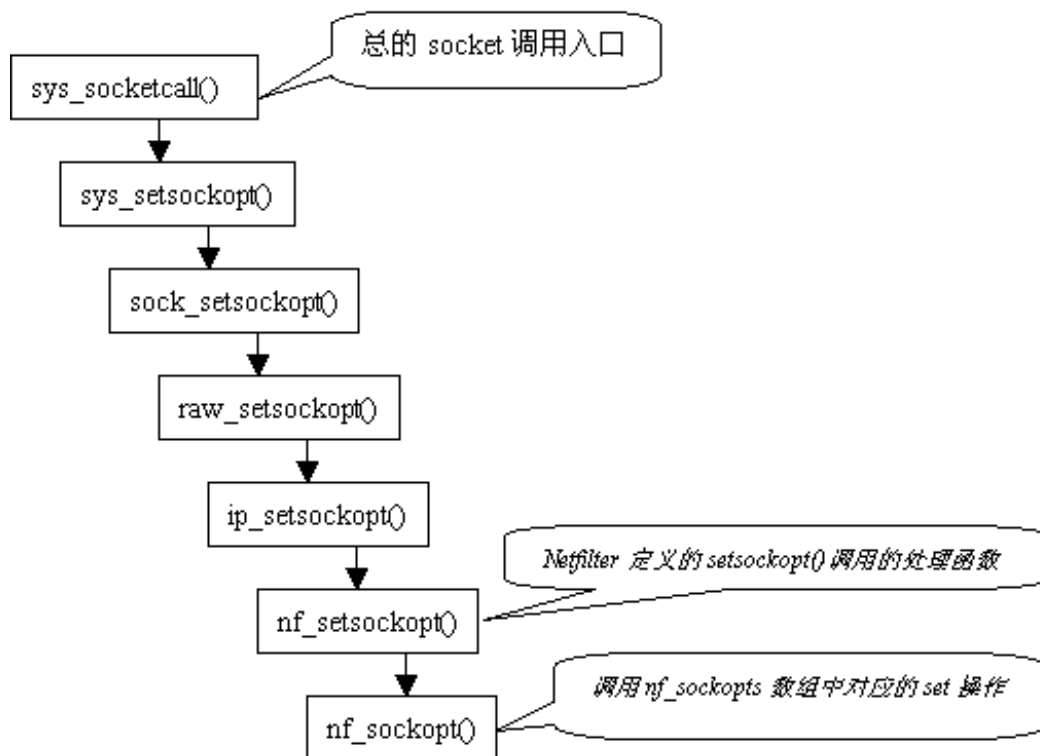 总的 socket 调用入口
sys_socketcall()
sys_setsockopt()
sock_setsockopt()
raw_setsockopt()
ip_setsockopt()
Netfilter 定义的 setsockopt() 调用的处理函数
nf_setsockopt()
调用 nf_sockopts 数组中对应的 set 操作
nf_sockopt()